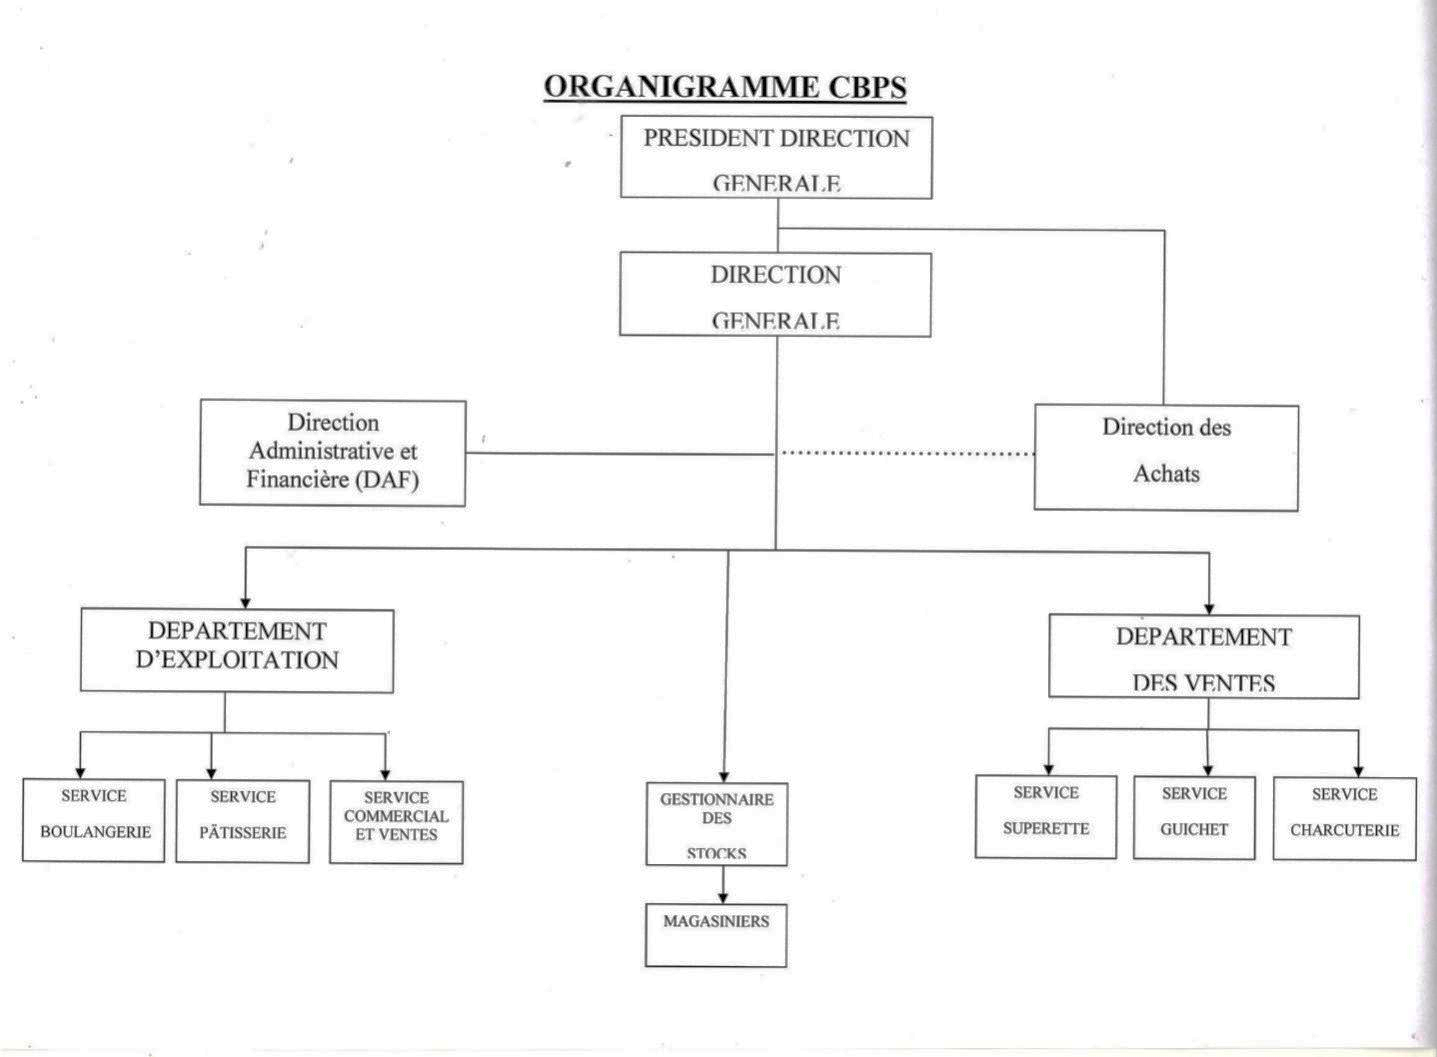 ORGANIGRAMME CBPS
PRESIDENT DIRECTION
GENERALE
DIRECTION
GENERALE
Direction
Administrative et
Financière (DAF)
Direction des
Achats
DEPARTEMENT
D'EXPLOITATION
DEPARTEMENT
DES VENTES
SERVICE
BOULANGERIE
SERVICE
PÄTISSERIE
SERVICE
COMMERCIAL
ET VENTES
GESTIONNAIRE
DES
STOCKS
SERVICE
SUPERETTE
SERVICE
GUICHET
SERVICE
CHARCUTERIE
MAGASINIERS